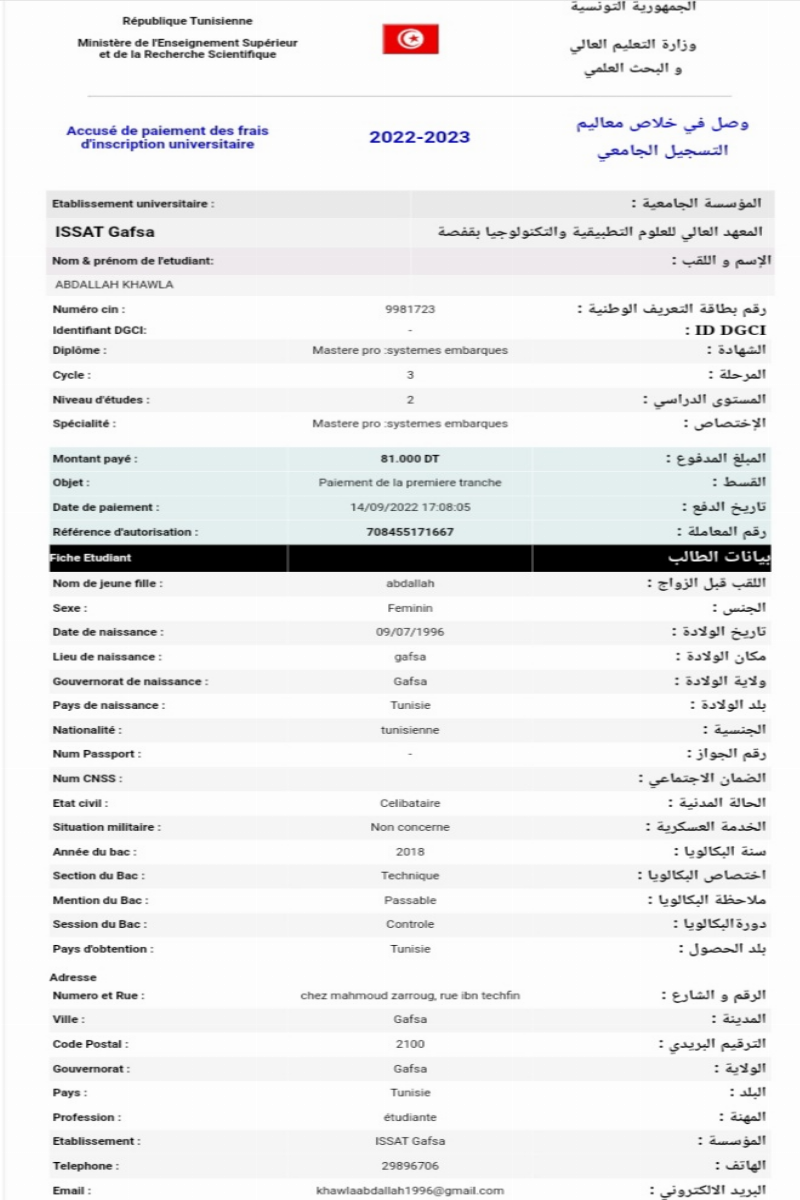 الجمهورية التونسية
République Tunisienne
Ministère de l'Enseignement Supérieur
et de la Recherche Scientifique
وزارة التعليم العالي
و البحث العلمي
Accusé de paiement des frais
d'inscription universitaire
2022-2023
وصل في خلاص معاليم
التسجيل الجامعي
Etablissement universitaire : المؤسسة الجامعية :
ISSAT Gafsa المعهد العالي للعلوم التطبيقية والتكنولوجيا بقفصة
Nom & prénom de l'etudiant: الإسم و اللقب :
ABDALLAH KHAWLA
Numéro cin : 9981723 رقم بطاقة التعريف الوطنية :
Identifiant DGCI: - ID DGCI :
Diplôme : Mastere pro :systemes embarques الشهادة :
Cycle : 3 المرحلة :
Niveau d'études : 2 المستوى الدراسي :
Spécialité : Mastere pro :systemes embarques الإختصاص :
Montant payé : 81.000 DT المبلغ المدفوع :
Objet : Paiement de la premiere tranche القسط :
Date de paiement : 14/09/2022 17:08:05 تاريخ الدفع :
Référence d'autorisation : 708455171667 رقم المعاملة :
Fiche Etudiant بيانات الطالب
Nom de jeune fille : abdallah اللقب قبل الزواج :
Sexe : Feminin الجنس :
Date de naissance : 09/07/1996 تاريخ الولادة :
Lieu de naissance : gafsa مكان الولادة :
Gouvernorat de naissance : Gafsa ولاية الولادة :
Pays de naissance : Tunisie بلد الولادة :
Nationalité : tunisienne الجنسية :
Num Passport : - رقم الجواز :
Num CNSS : الضمان الاجتماعي :
Etat civil : Celibataire الحالة المدنية :
Situation militaire : Non concerne الخدمة العسكرية :
Année du bac : 2018 سنة البكالويا :
Section du Bac : Technique اختصاص البكالويا :
Mention du Bac : Passable ملاحظة البكالويا :
Session du Bac : Controle دورةالبكالويا :
Pays d'obtention : Tunisie بلد الحصول :
Adresse
Numero et Rue : chez mahmoud zarroug, rue ibn techfin الرقم و الشارع :
Ville : Gafsa المدينة :
Code Postal : 2100 الترقيم البريدي :
Gouvernorat : Gafsa الولاية :
Pays : Tunisie البلد :
Profession : étudiante المهنة :
Etablissement : ISSAT Gafsa المؤسسة :
Telephone : 29896706 الهاتف :
Email : khawlaabdallah1996@gmail.com البريد الالكتروني :